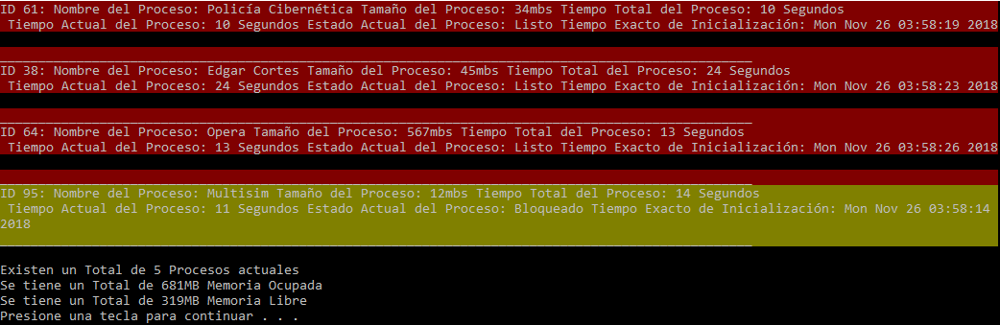 ID 61: Nombre del Proceso: Policía Cibernética Tamaño del Proceso: 34mbs Tiempo Total del Proceso: 10 Segundos
Tiempo Actual del Proceso: 10 Segundos Estado Actual del Proceso: Listo Tiempo Exacto de Inicialización: Mon Nov 26 03:58:19 2018
ID 38: Nombre del Proceso: Edgar Cortes Tamaño del Proceso: 45mbs Tiempo Total del Proceso: 24 Segundos
Tiempo Actual del Proceso: 24 Segundos Estado Actual del Proceso: Listo Tiempo Exacto de Inicialización: Mon Nov 26 03:58:23 2018
ID 64: Nombre del Proceso: Opera Tamaño del Proceso: 567mbs Tiempo Total del Proceso: 13 Segundos
Tiempo Actual del Proceso: 13 Segundos Estado Actual del Proceso: Listo Tiempo Exacto de Inicialización: Mon Nov 26 03:58:26 2018
ID 95: Nombre del Proceso: Multisim Tamaño del Proceso: 12mbs Tiempo Total del Proceso: 14 Segundos
Tiempo Actual del Proceso: 11 Segundos Estado Actual del Proceso: Bloqueado Tiempo Exacto de Inicialización: Mon Nov 26 03:58:14
2018
Existen un Total de 5 Procesos actuales
Se tiene un Total de 681MB Memoria Ocupada
Se tiene un Total de 319MB Memoria Libre
Presione una tecla para continuar . . .